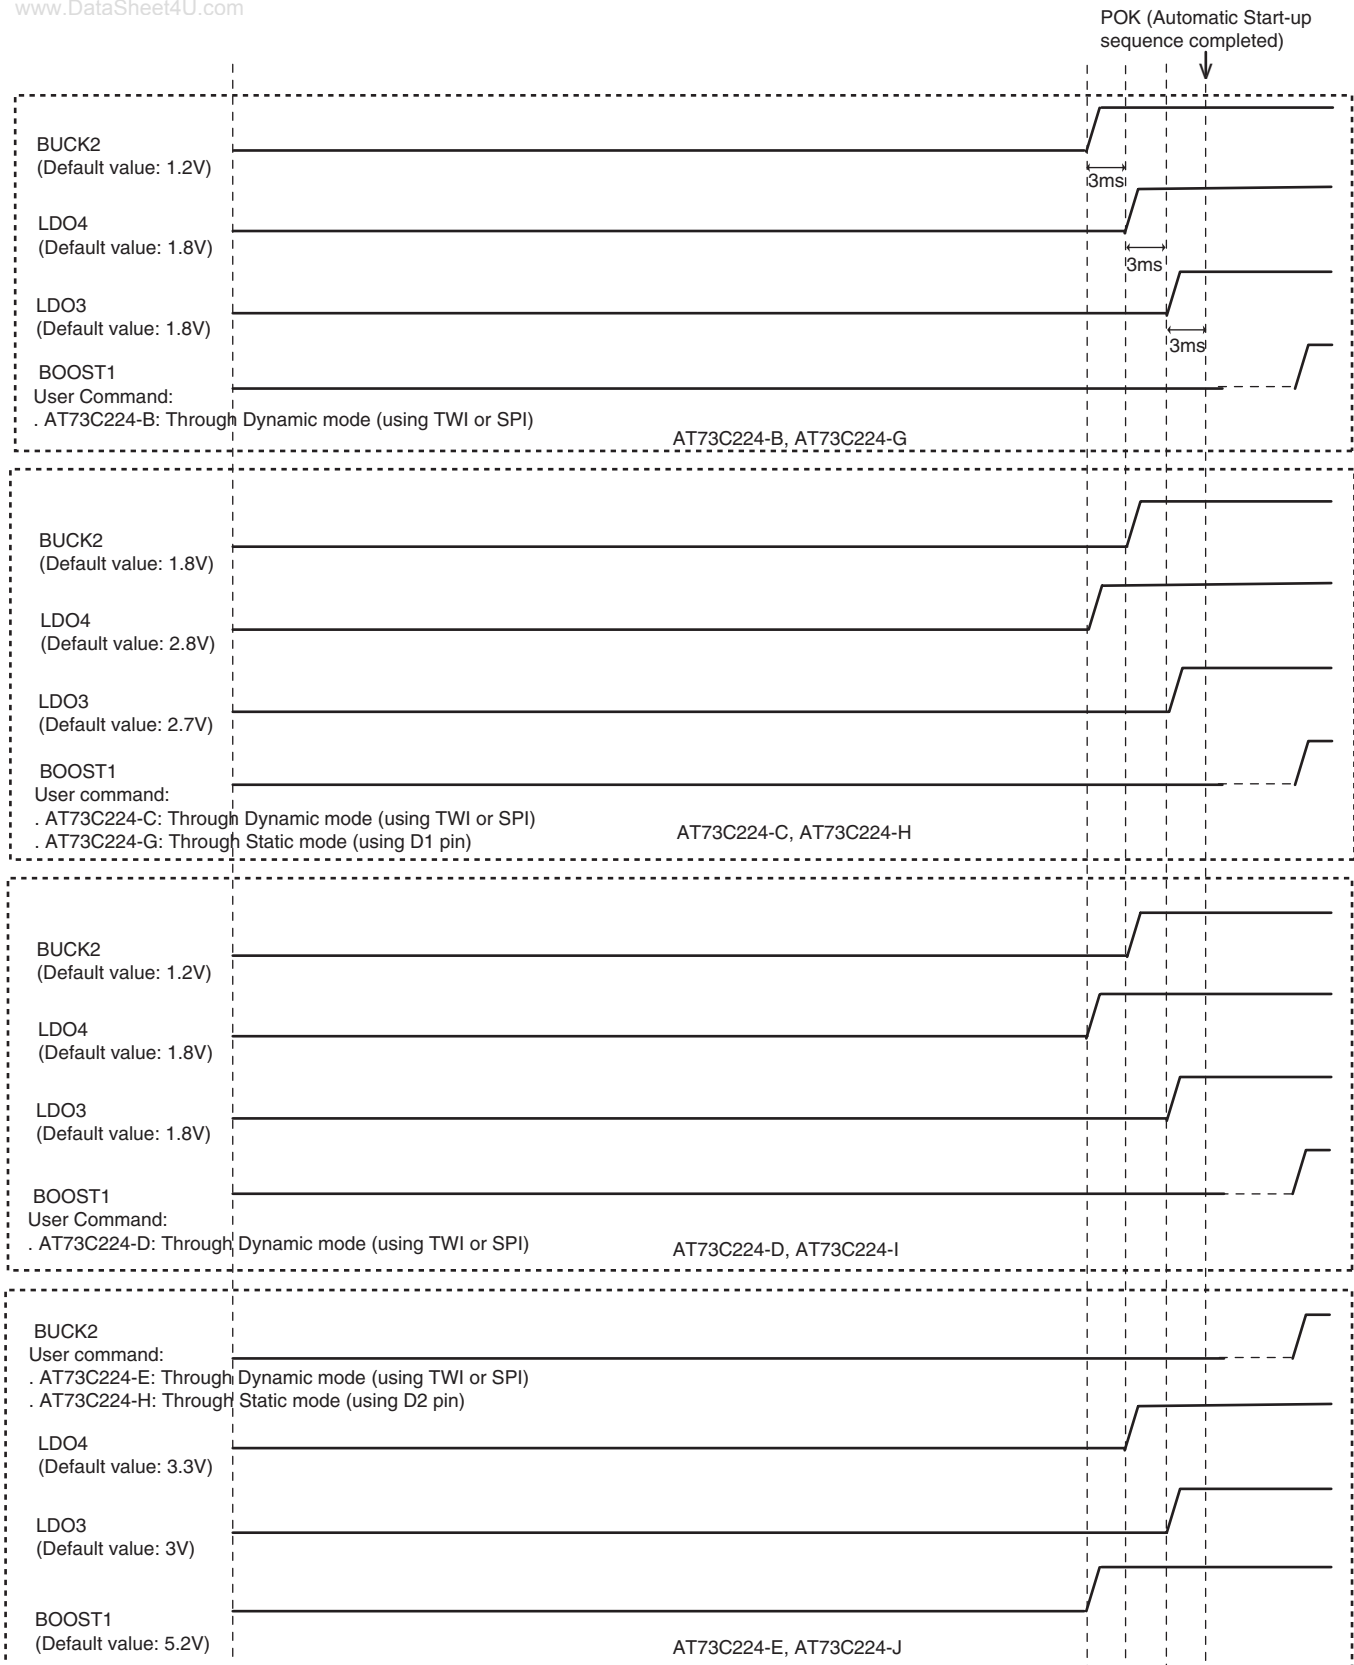 www.DataSheet4U.com
POK (Automatic Start-up
sequence completed)
BUCK2
(Default value: 1.2V)
3ms
LDO4
(Default value: 1.8V)
3ms
LDO3
(Default value: 1.8V)
3ms
BOOST1
User Command:
. AT73C224-B: Through Dynamic mode (using TWI or SPI)
AT73C224-B, AT73C224-G
BUCK2
(Default value: 1.8V)
LDO4
(Default value: 2.8V)
LDO3
(Default value: 2.7V)
BOOST1
User command:
. AT73C224-C: Through Dynamic mode (using TWI or SPI)
. AT73C224-G: Through Static mode (using D1 pin)
AT73C224-C, AT73C224-H
BUCK2
(Default value: 1.2V)
LDO4
(Default value: 1.8V)
LDO3
(Default value: 1.8V)
BOOST1
User Command:
. AT73C224-D: Through Dynamic mode (using TWI or SPI)
AT73C224-D, AT73C224-I
BUCK2
User command:
. AT73C224-E: Through Dynamic mode (using TWI or SPI)
. AT73C224-H: Through Static mode (using D2 pin)
LDO4
(Default value: 3.3V)
LDO3
(Default value: 3V)
BOOST1
(Default value: 5.2V)
AT73C224-E, AT73C224-J